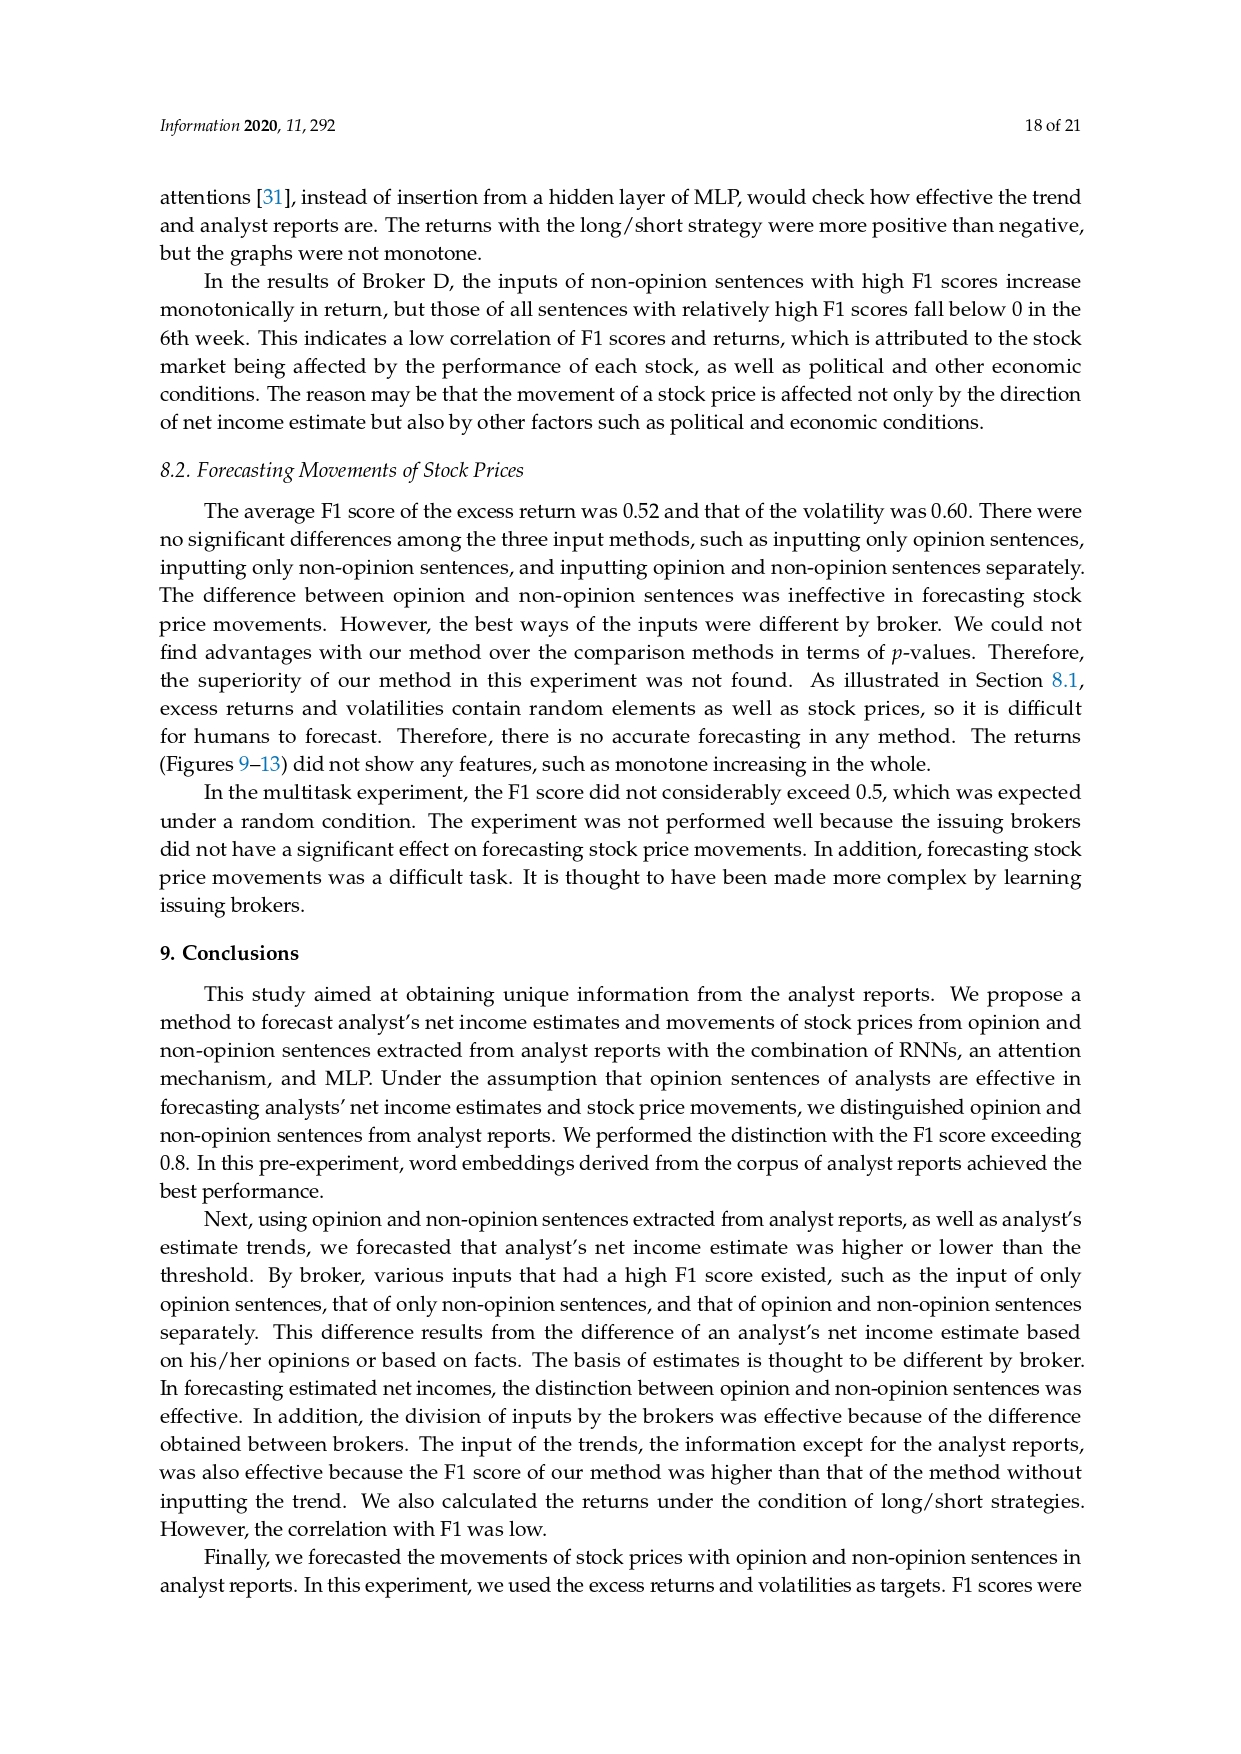 Information 2020, 11, 292
18 of 21
attentions [31], instead of insertion from a hidden layer of MLP, would check how effective the trend
and analyst reports are. The returns with the long/short strategy were more positive than negative,
but the graphs were not monotone.
In the results of Broker D, the inputs of non-opinion sentences with high F1 scores increase
monotonically in return, but those of all sentences with relatively high F1 scores fall below 0 in the
6th week. This indicates a low correlation of F1 scores and returns, which is attributed to the stock
market being affected by the performance of each stock, as well as political and other economic
conditions. The reason may be that the movement of a stock price is affected not only by the direction
of net income estimate but also by other factors such as political and economic conditions.
8.2. Forecasting Movements of Stock Prices
The average F1 score of the excess return was 0.52 and that of the volatility was 0.60. There were
no significant differences among the three input methods, such as inputting only opinion sentences,
inputting only non-opinion sentences, and inputting opinion and non-opinion sentences separately.
The difference between opinion and non-opinion sentences was ineffective in forecasting stock
price movements. However, the best ways of the inputs were different by broker. We could not
find advantages with our method over the comparison methods in terms of p-values. Therefore,
the superiority of our method in this experiment was not found. As illustrated in Section 8.1,
excess returns and volatilities contain random elements as well as stock prices, so it is difficult
for humans to forecast. Therefore, there is no accurate forecasting in any method. The returns
(Figures 9–13) did not show any features, such as monotone increasing in the whole.
In the multitask experiment, the F1 score did not considerably exceed 0.5, which was expected
under a random condition. The experiment was not performed well because the issuing brokers
did not have a significant effect on forecasting stock price movements. In addition, forecasting stock
price movements was a difficult task. It is thought to have been made more complex by learning
issuing brokers.
9. Conclusions
This study aimed at obtaining unique information from the analyst reports. We propose a
method to forecast analyst's net income estimates and movements of stock prices from opinion and
non-opinion sentences extracted from analyst reports with the combination of RNNs, an attention
mechanism, and MLP. Under the assumption that opinion sentences of analysts are effective in
forecasting analysts' net income estimates and stock price movements, we distinguished opinion and
non-opinion sentences from analyst reports. We performed the distinction with the F1 score exceeding
0.8. In this pre-experiment, word embeddings derived from the corpus of analyst reports achieved the
best performance.
Next, using opinion and non-opinion sentences extracted from analyst reports, as well as analyst's
estimate trends, we forecasted that analyst's net income estimate was higher or lower than the
threshold. By broker, various inputs that had a high F1 score existed, such as the input of only
opinion sentences, that of only non-opinion sentences, and that of opinion and non-opinion sentences
separately. This difference results from the difference of an analyst's net income estimate based
on his/her opinions or based on facts. The basis of estimates is thought to be different by broker.
In forecasting estimated net incomes, the distinction between opinion and non-opinion sentences was
effective. In addition, the division of inputs by the brokers was effective because of the difference
obtained between brokers. The input of the trends, the information except for the analyst reports,
was also effective because the F1 score of our method was higher than that of the method without
inputting the trend. We also calculated the returns under the condition of long/short strategies.
However, the correlation with F1 was low.
Finally, we forecasted the movements of stock prices with opinion and non-opinion sentences in
analyst reports. In this experiment, we used the excess returns and volatilities as targets. F1 scores were